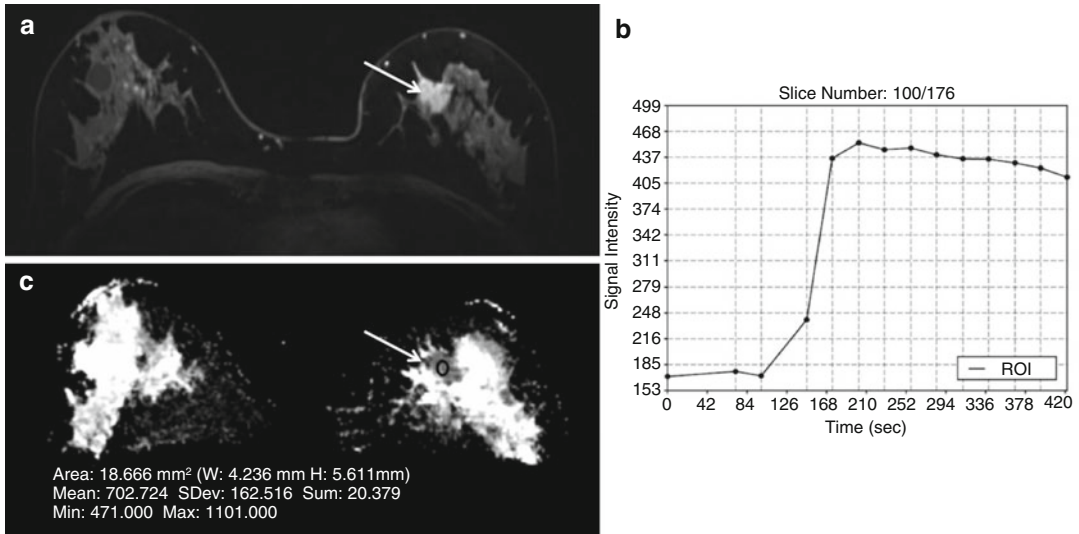 a
b
Slice Number: 100/176
499
468
437
405
374
342
311
279
248
216
185
153
Signal Intensity
ROI
0 42 84 126 168 210 252 294 336 378 420
Time (sec)
c
Area: 18.666 mm² (W: 4.236 mm H: 5.611mm)
Mean: 702.724 SDev: 162.516 Sum: 20.379
Min: 471.000 Max: 1101.000